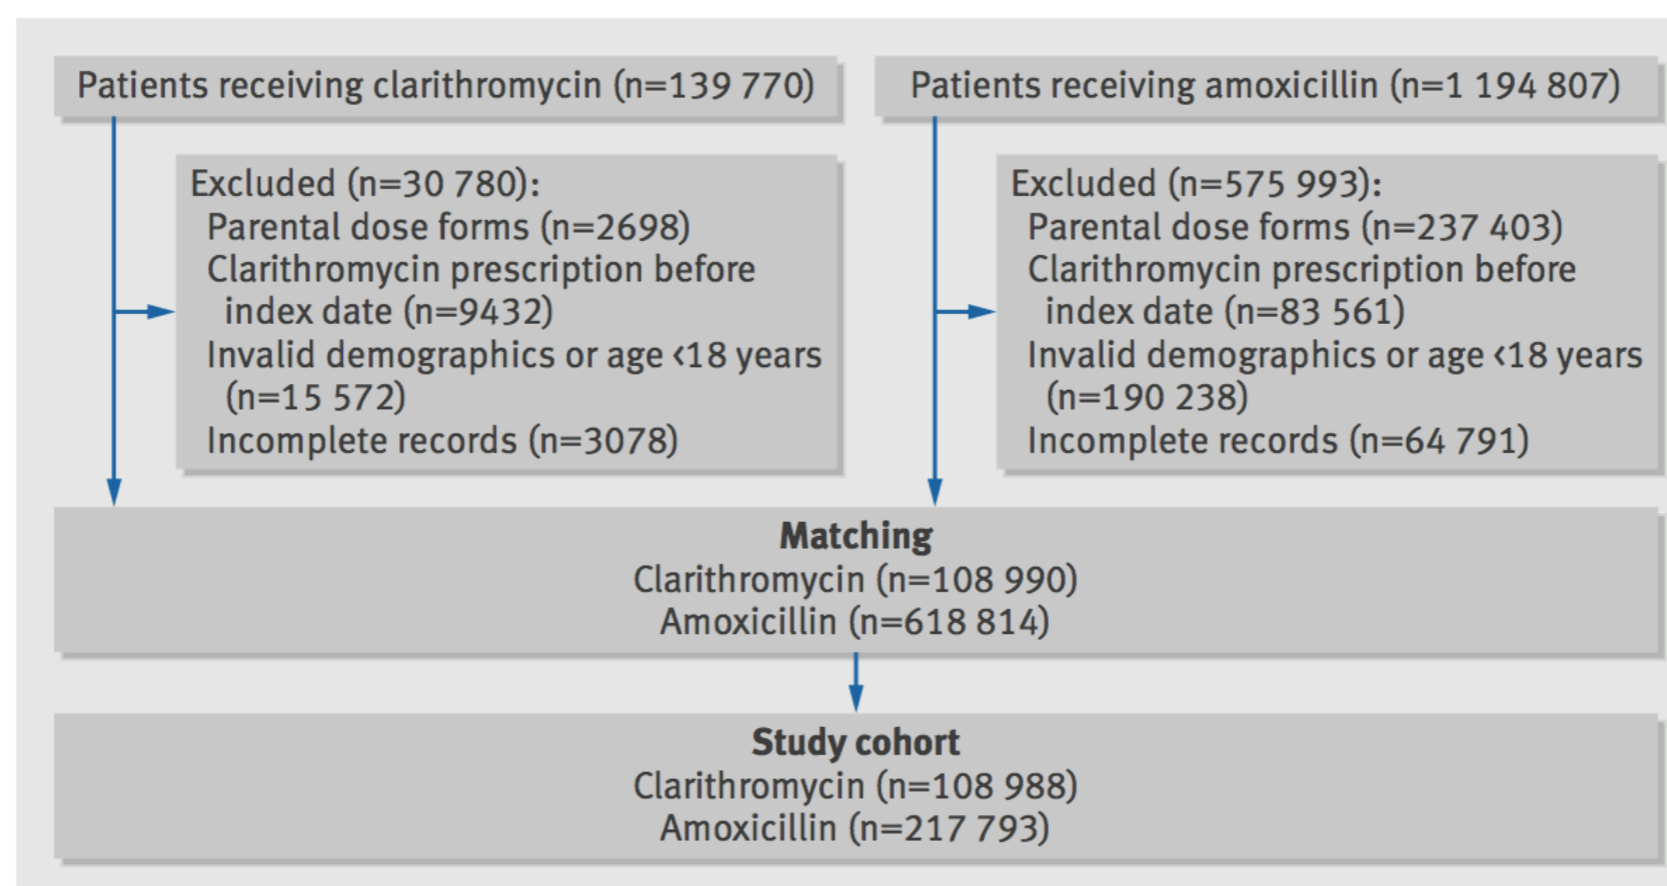 Patients receiving clarithromycin (n=139 770)
Excluded (n=30 780):
Parental dose forms (n=2698)
Clarithromycin prescription before
index date (n=9432)
Invalid demographics or age <18 years
(n=15 572)
Incomplete records (n=3078)
Patients receiving amoxicillin (n=1 194 807)
Excluded (n=575 993):
Parental dose forms (n=237 403)
Clarithromycin prescription before
index date (n=83 561)
Invalid demographics or age <18 years
(n=190 238)
Incomplete records (n=64 791)
Matching
Clarithromycin (n=108 990)
Amoxicillin (n=618 814)
Study cohort
Clarithromycin (n=108 988)
Amoxicillin (n=217 793)